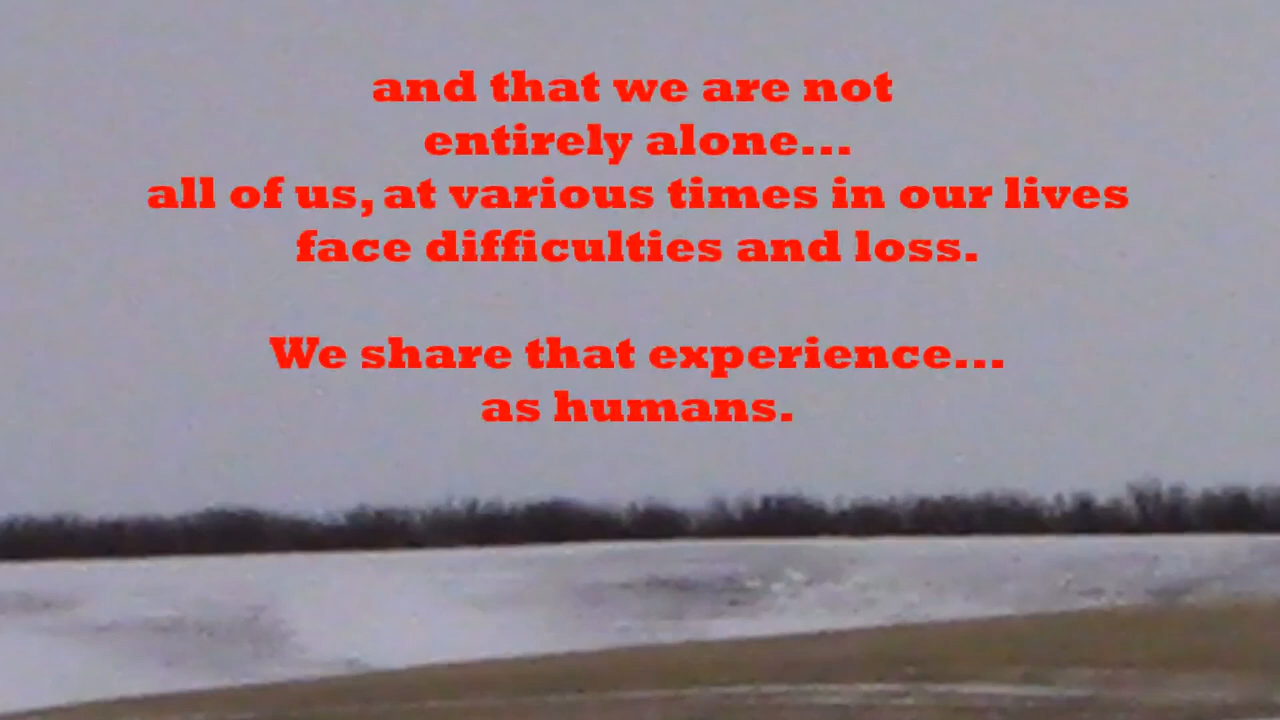 and that we are not
entirely alone...
all of us, at various times in our lives
face difficulties and loss.
We share that experience...
as humans.